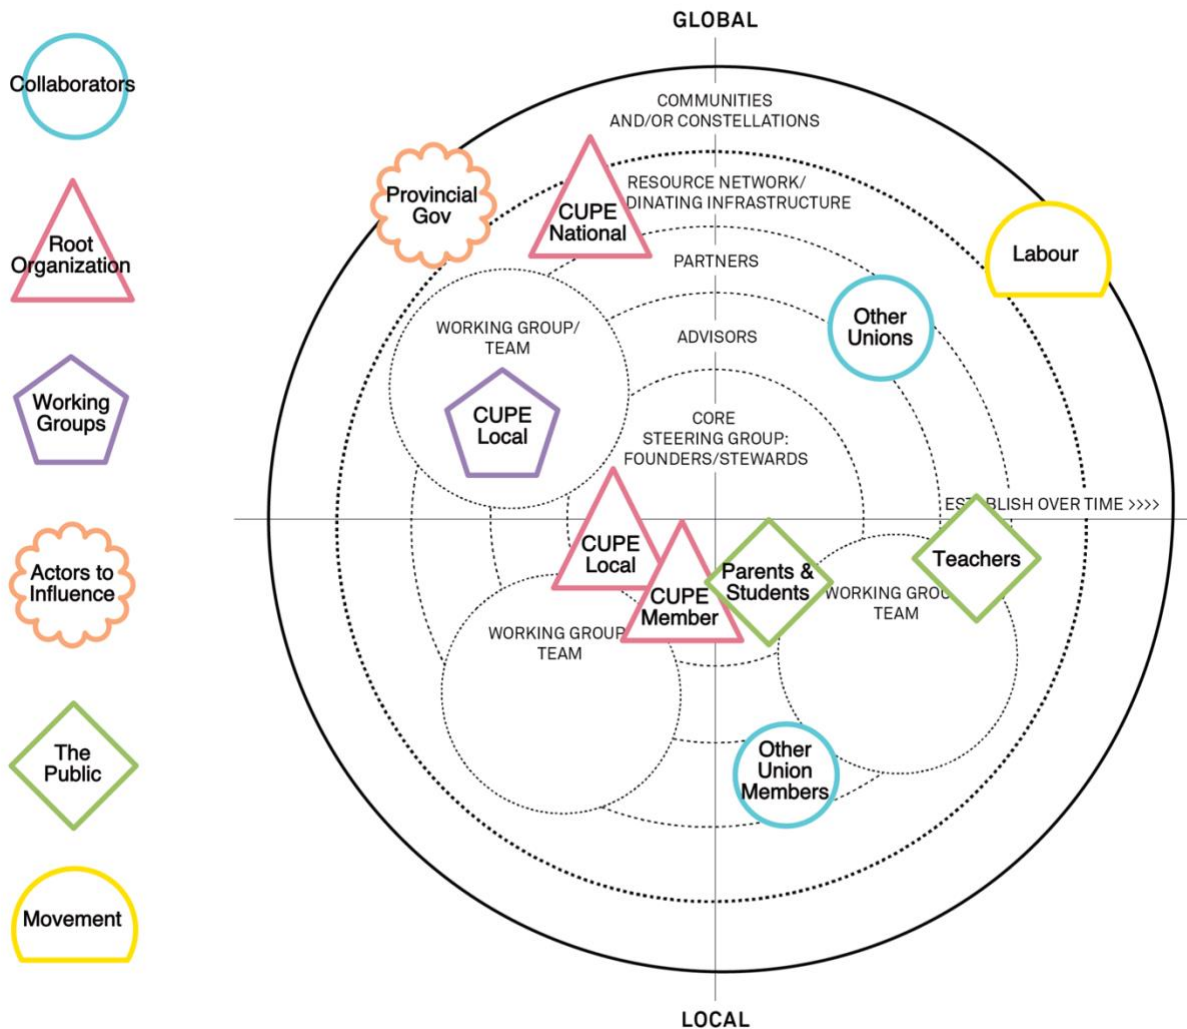 Collaborators
Root
Organization
Working
Groups
Actors to
Influence
The
Public
Movement
GLOBAL
COMMUNITIES
AND/OR CONSTELLATIONS
Provincial
Gov
CUPE
National
RESOURCE NETWORK/
DINATING INFRASTRUCTURE
Labour
PARTNERS
Other
Unions
WORKING GROUP/
TEAM
ADVISORS
CUPE
Local
CORE
STEERING GROUP:
FOUNDERS/STEWARDS
ESTABLISH OVER TIME >>>>
CUPE
Local
CUPE
Member
Parents &
Students
Teachers
WORKING GROUP
TEAM
WORKING GROU
TEAM
Other
Union
Members
LOCAL